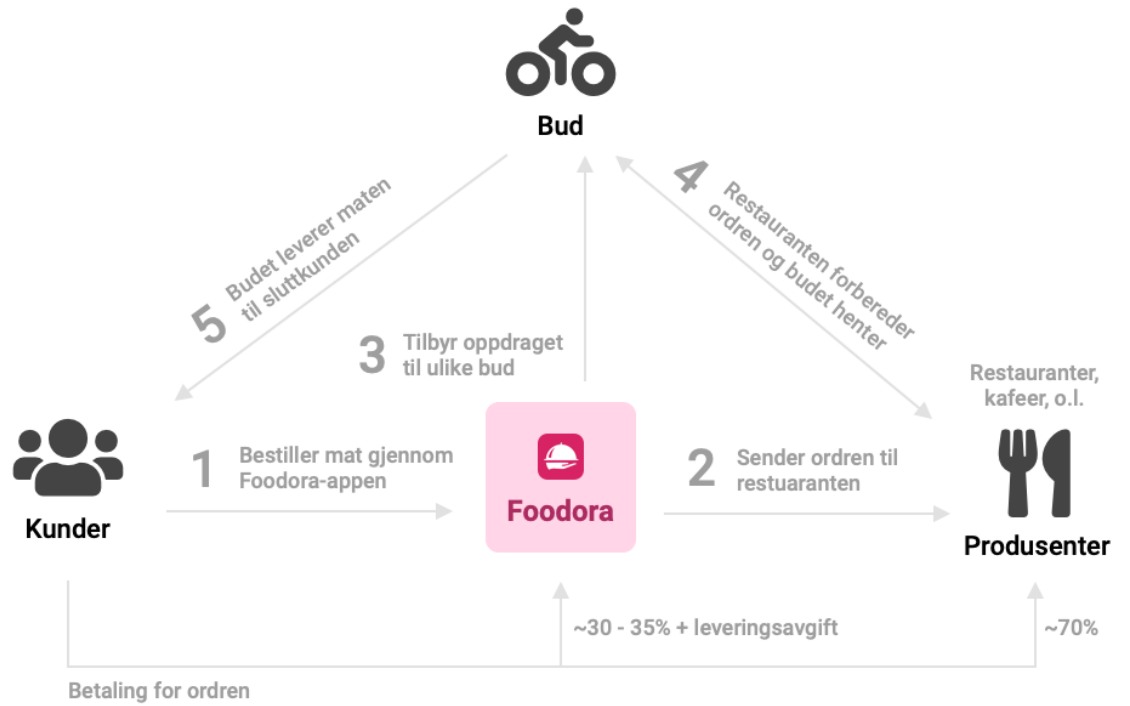 Bud
4
Restauranten forbereder
ordren og budet henter
5
Budet leverer maten
til sluttkunden
3
Tilbyr oppdraget
til ulike bud
Restauranter,
kafeer, o.l.
1
Bestiller mat gjennom
Foodora-appen
2
Sender ordren til
restuaranten
Foodora
Kunder
Produsenter
~30 - 35% + leveringsavgift
~70%
Betaling for ordren